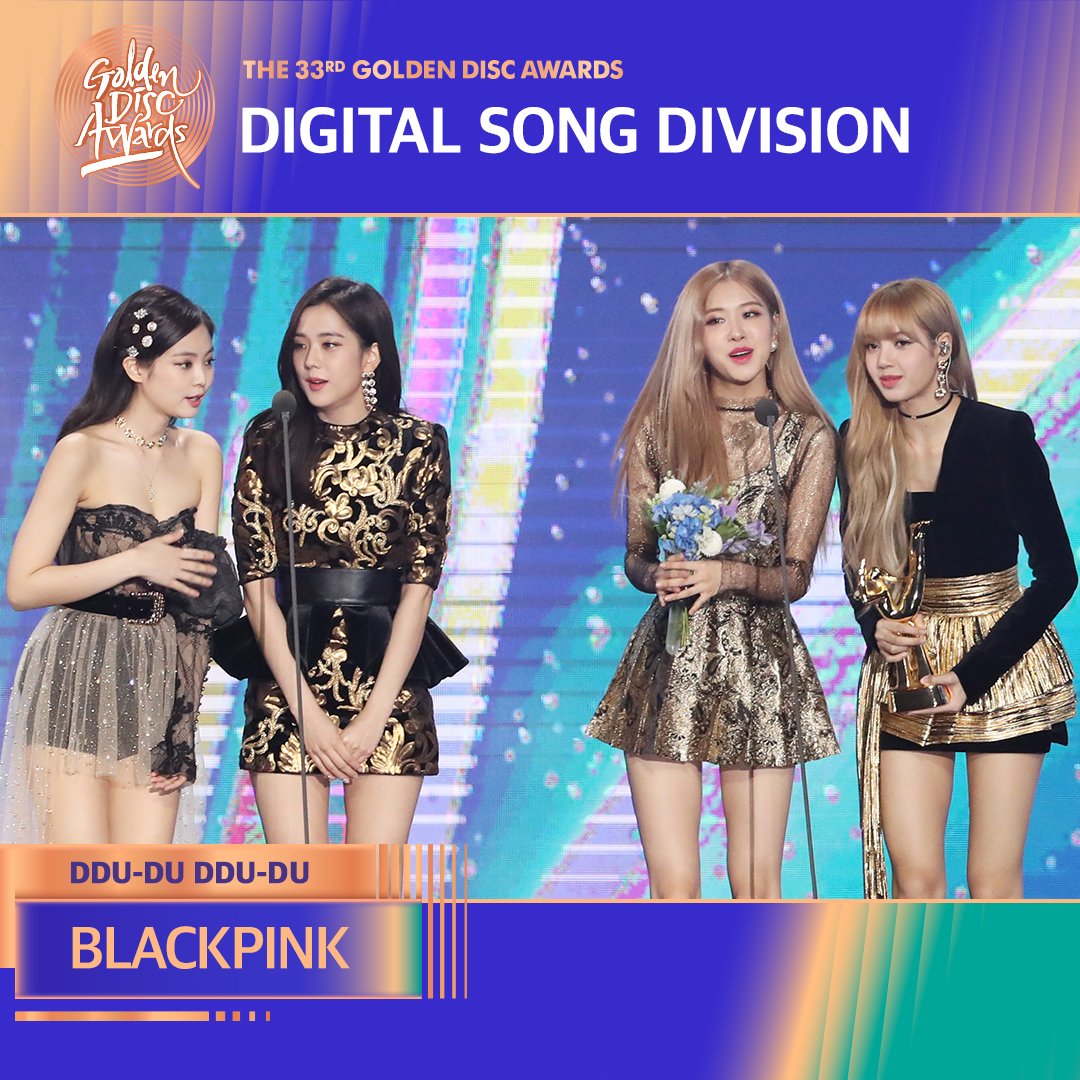 Golden
Disc
Awards
THE 33RD GOLDEN DISC AWARDS
DIGITAL SONG DIVISION
DDU-DU DDU-DU
BLACKPINK